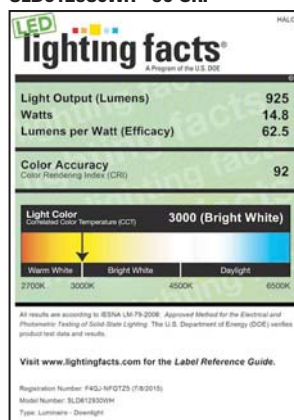 HALO
LED
lighting facts®
A Program of the U.S. DOE
Light Output (Lumens) 925
Watts 14.8
Lumens per Watt (Efficacy) 62.5
Color Accuracy 92
Color Rendering Index (CRI)
Light Color
Correlated Color Temperature (CCT) 3000 (Bright White)
Warm White Bright White Daylight
2700K 3000K 4500K 6500K
All results are according to IESNA LM-79-2008: Approved Method for the Electrical and
Photometric Testing of Solid-State Lighting. The U.S. Department of Energy (DOE) verifies
product test data and results.
Visit www.lightingfacts.com for the Label Reference Guide.
Registration Number: F4QJ-NFQTZ5 (7/8/2015)
Model Number: SLD612930WH
Type: Luminaire - Downlight